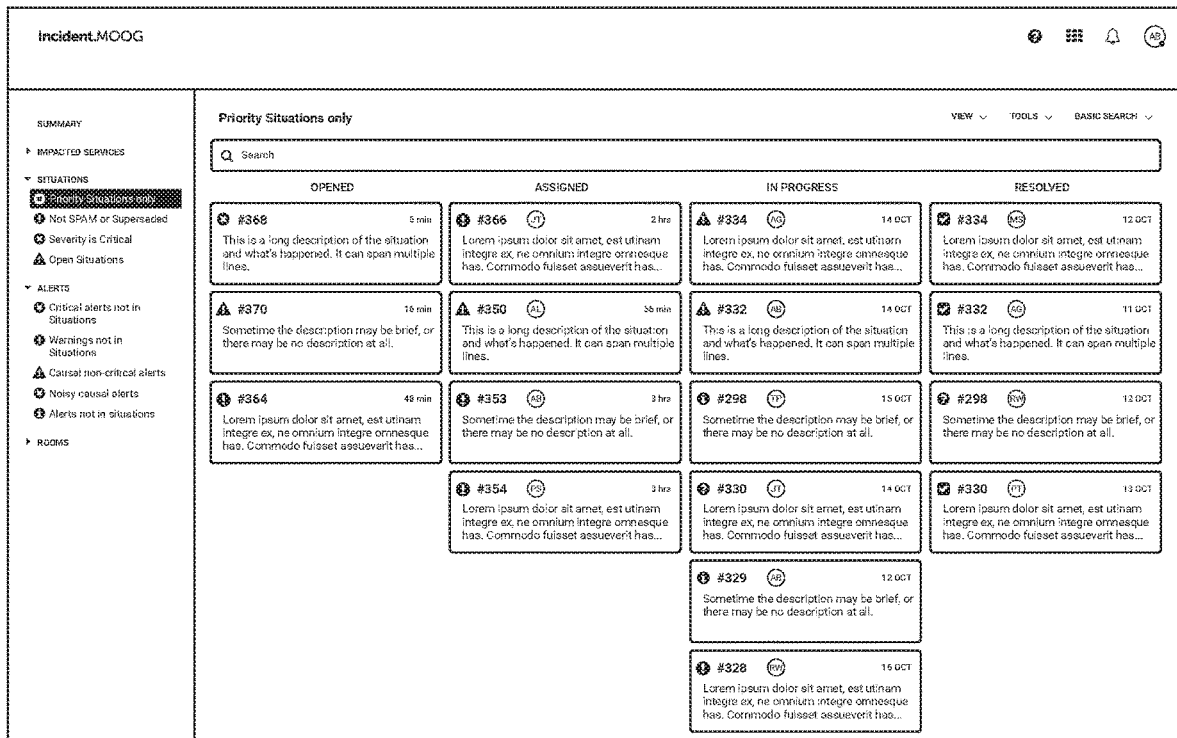 Incident.MOOG
AB
SUMMARY
IMPACTED SERVICES
SITUATIONS
Priority Situations only
Not SPAM or Superseded
Severity is Critical
Open Situations
ALERTS
Critical alerts not in
Situations
Warnings not in
Situations
Causal non-critical alerts
Noisy causal alerts
Alerts not in situations
ROOMS
Priority Situations only
VIEW
TOOLS
BASIC SEARCH
Search
OPENED
#368
5 min
This is a long description of the situation
and what's happened. It can span multiple
lines.
#370
16 min
Sometime the description may be brief, or
there may be no description at all.
#364
48 min
Lorem ipsum dolor sit amet, est utinam
integre ex, ne omnium integre omnesque
has. Commodo fuisset assueverit has...
ASSIGNED
#366 JT
2 hrs
Lorem ipsum dolor sit amet, est utinam
integre ex, ne omnium integre omnesque
has. Commodo fuisset assueverit has...
#350 AL
min
This is a long description of the situation
and what's happened. It can span multiple
lines.
#353 AB
3 hrs
Sometime the description may be brief, or
there may be no description at all.
#354 PS
3 hrs
Lorem ipsum dolor sit amet, est utinam
integre ex, ne omnium integre omnesque
has. Commodo fuisset assueverit has...
IN PROGRESS
#334 AG
14 OCT
Lorem ipsum dolor sit amet, est utinam
integre ex, ne omnium integre omnesque
has. Commodo fuisset assueverit has...
#332 AB
14 OCT
This is a long description of the situation
and what's happened. It can span multiple
lines.
#298 TP
15 OCT
Sometime the description may be brief, or
there may be no description at all.
#330 JT
14 OCT
Lorem ipsum dolor sit amet, est utinam
integre ex, ne omnium integre omnesque
has. Commodo fuisset assueverit has...
#329 AB
12 OCT
Sometime the description may be brief, or
there may be no description at all.
#328 RW
16 OCT
Lorem ipsum dolor sit amet, est utinam
integre ex, ne omnium integre omnesque
has. Commodo fuisset assueverit has...
RESOLVED
#334 MS
12 OCT
Lorem ipsum dolor sit amet, est utinam
integre ex, ne omnium integre omnesque
has. Commodo fuisset assueverit has...
#332 AG
11 OCT
This is a long description of the situation
and what's happened. It can span multiple
lines.
#298 RW
12 OCT
Sometime the description may be brief, or
there may be no description at all.
#330 PT
13 OCT
Lorem ipsum dolor sit amet, est utinam
integre ex, ne omnium integre omnesque
has. Commodo fuisset assueverit has...